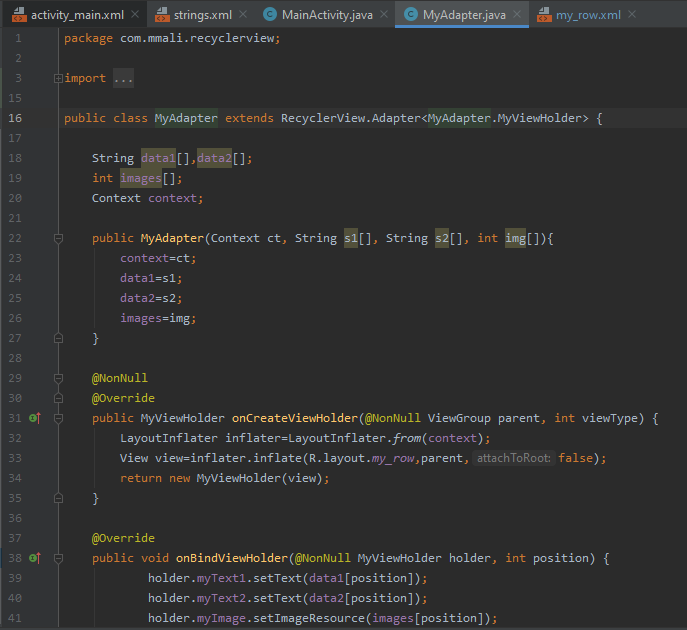 activity_main.xml strings.xml MainActivity.java MyAdapter.java my_row.xml
1 package com.mmali.recyclerview;
2
3 import ...
15
16 public class MyAdapter extends RecyclerView.Adapter<MyAdapter.MyViewHolder> {
17
18 String data1[],data2[];
19 int images[];
20 Context context;
21
22 public MyAdapter(Context ct, String s1[], String s2[], int img[]){
23 context=ct;
24 data1=s1;
25 data2=s2;
26 images=img;
27 }
28
29 @NonNull
30 @Override
31 public MyViewHolder onCreateViewHolder(@NonNull ViewGroup parent, int viewType) {
32 LayoutInflater inflater=LayoutInflater.from(context);
33 View view=inflater.inflate(R.layout.my_row,parent, attachToRoot: false);
34 return new MyViewHolder(view);
35 }
36
37 @Override
38 public void onBindViewHolder(@NonNull MyViewHolder holder, int position) {
39 holder.myText1.setText(data1[position]);
40 holder.myText2.setText(data2[position]);
41 holder.myImage.setImageResource(images[position]);